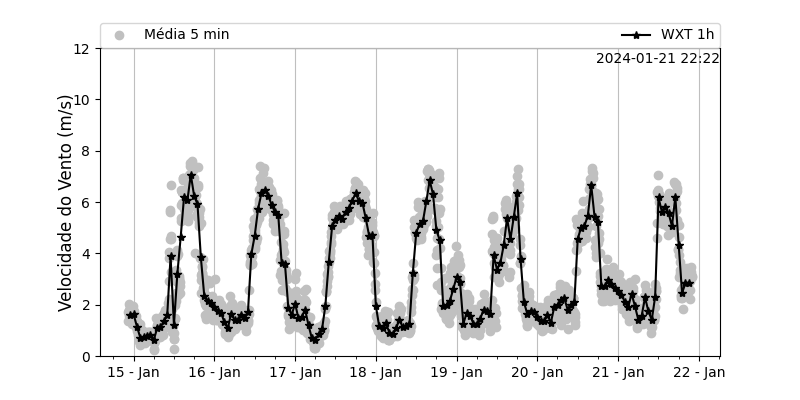 Média 5 min
WXT 1h
2024-01-21 22:22
Velocidade do Vento (m/s)
12
10
8
6
4
2
0
15 - Jan 16 - Jan 17 - Jan 18 - Jan 19 - Jan 20 - Jan 21 - Jan 22 - Jan